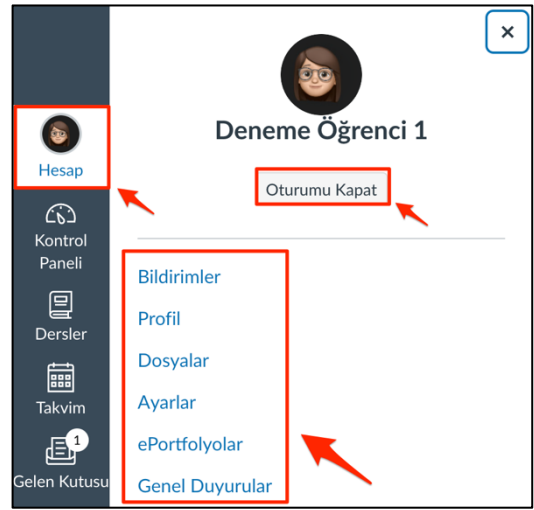 Hesap
Kontrol
Paneli
Dersler
Takvim
1
Gelen Kutusu
×
Deneme Öğrenci 1
Oturumu Kapat
Bildirimler
Profil
Dosyalar
Ayarlar
ePortfolyolar
Genel Duyurular